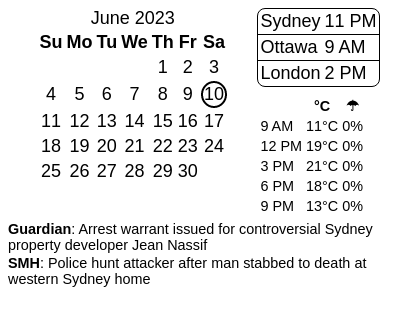 June 2023
Su Mo Tu We Th Fr Sa
1 2 3
4 5 6 7 8 9 10
11 12 13 14 15 16 17
18 19 20 21 22 23 24
25 26 27 28 29 30
Sydney 11 PM
Ottawa 9 AM
London 2 PM
°C ☂
9 AM 11°C 0%
12 PM 19°C 0%
3 PM 21°C 0%
6 PM 18°C 0%
9 PM 13°C 0%
Guardian: Arrest warrant issued for controversial Sydney
property developer Jean Nassif
SMH: Police hunt attacker after man stabbed to death at
western Sydney home